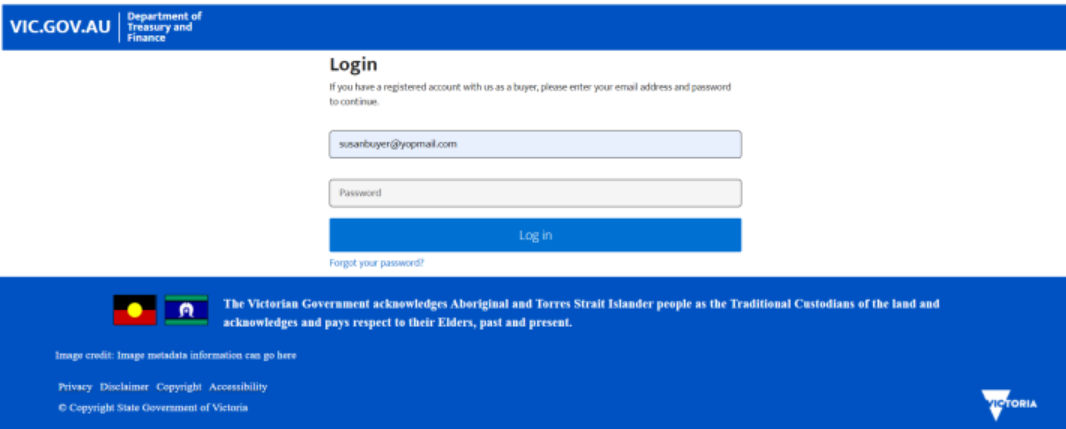 VIC.GOV.AU
Department of
Treasury and
Finance
Login
If you have a registered account with us as a buyer, please enter your email address and password
to continue.
susanbuyer@yopmail.com
Password
Log in
Forgot your password?
The Victorian Government acknowledges Aboriginal and Torres Strait Islander people as the Traditional Custodians of the land and
acknowledges and pays respect to their Elders, past and present.
Image credit: Image metadata information can go here
Privacy Disclaimer Copyright Accessibility
© Copyright State Government of Victoria
VICTORIA